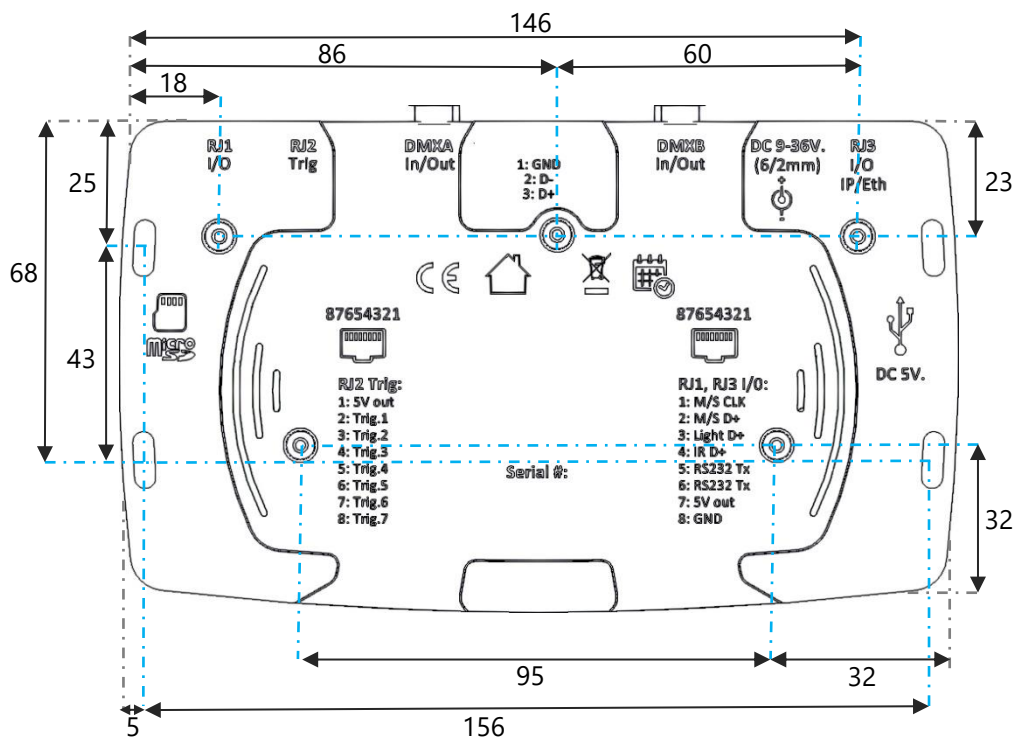 146
86
60
18
RJ1
I/O
RJ2
Trig
DMXA
In/Out
1: GND
2: D-
3: D+
DMXB
In/Out
DC 9-36V.
(6/2mm)
+
-
RJ3
I/O
IP/Eth
25
23
68
43
CE
micro
SD
87654321
RJ2 Trig:
1: 5V out
2: Trig.1
3: Trig.2
4: Trig.3
5: Trig.4
6: Trig.5
7: Trig.6
8: Trig.7
Serial #:
87654321
RJ1, RJ3 I/0:
1: M/S CLK
2: M/S D+
3: Light D+
4: IR D+
5: RS232 Tx
6: RS232 Tx
7: 5V out
8: GND
DC 5V.
32
95
32
5
156